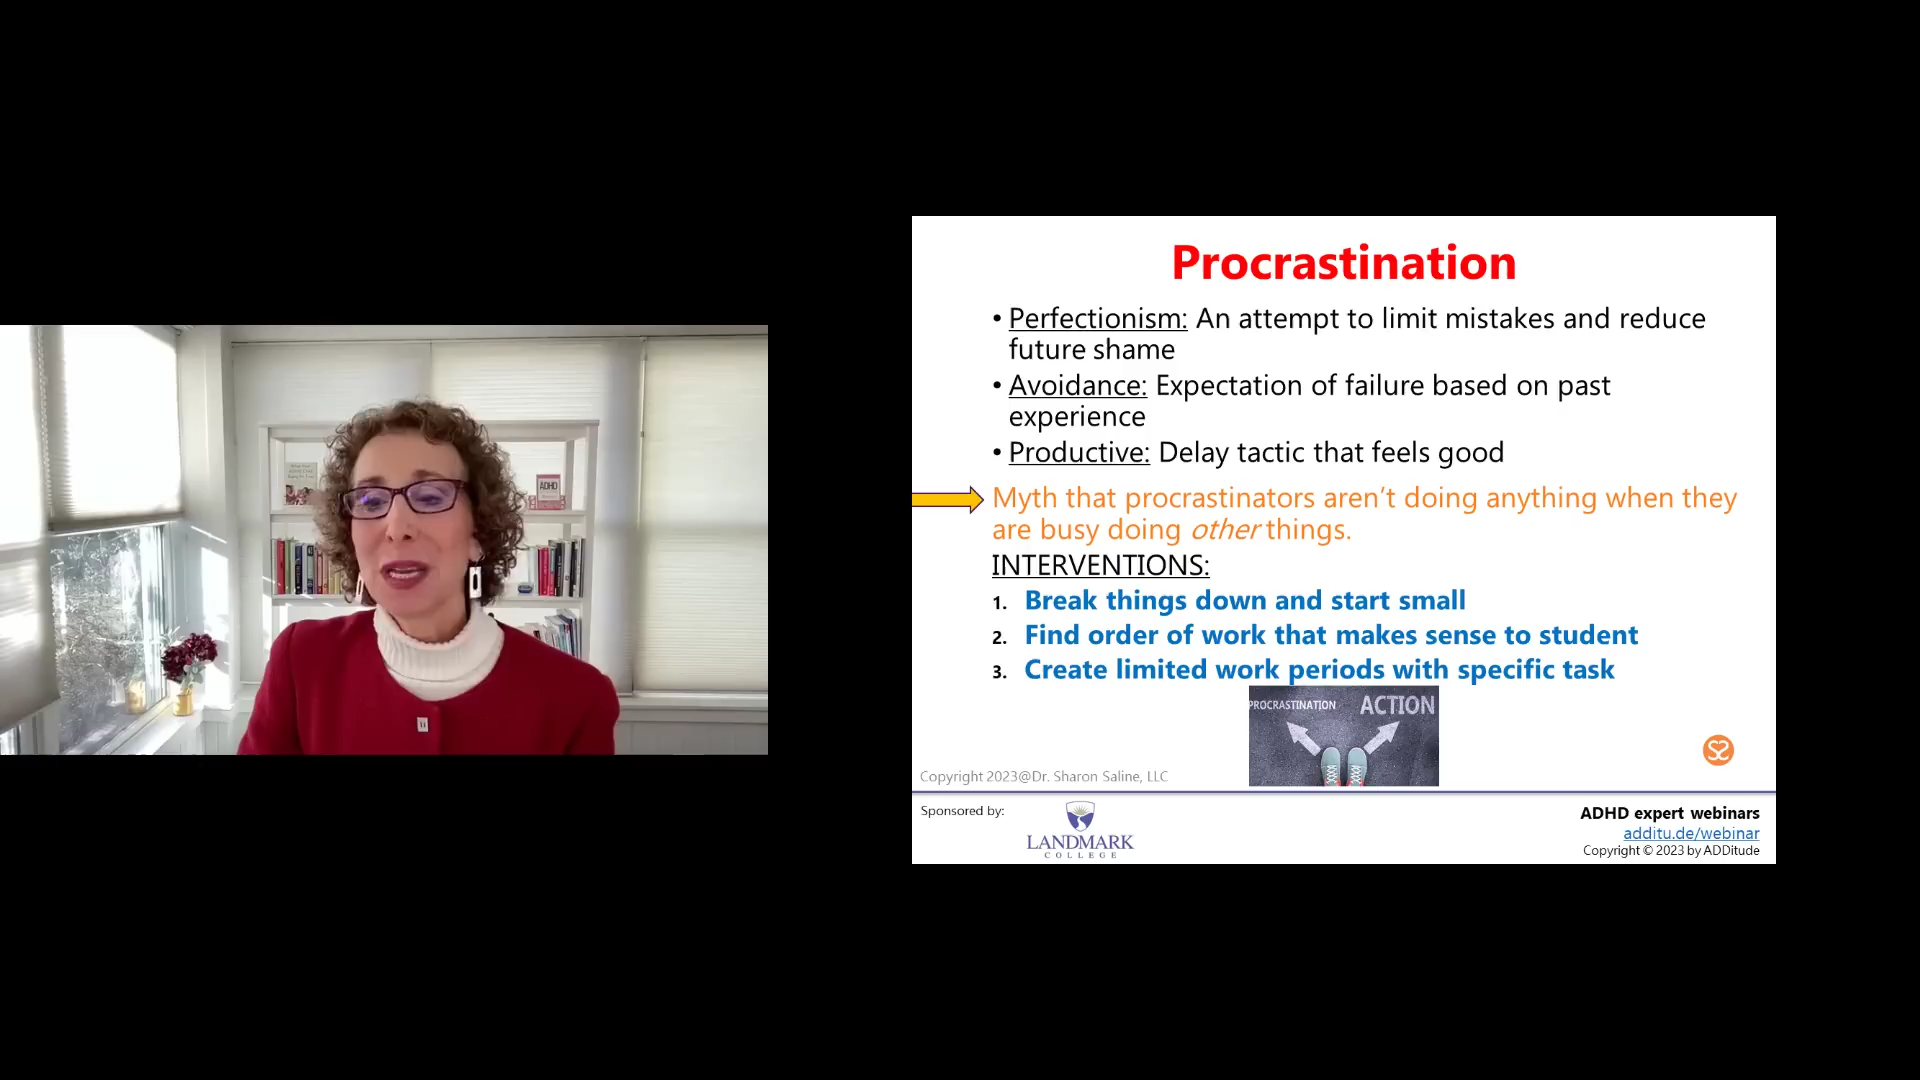 ADHD
Procrastination
• Perfectionism: An attempt to limit mistakes and reduce
future shame
• Avoidance: Expectation of failure based on past
experience
• Productive: Delay tactic that feels good
Myth that procrastinators aren’t doing anything when they
are busy doing other things.
INTERVENTIONS:
1. Break things down and start small
2. Find order of work that makes sense to student
3. Create limited work periods with specific task
PROCRASTINATION ACTION
Copyright 2023@Dr. Sharon Saline, LLC
Sponsored by:
LANDMARK
COLLEGE
ADHD expert webinars
additu.de/webinar
Copyright © 2023 by ADDitude